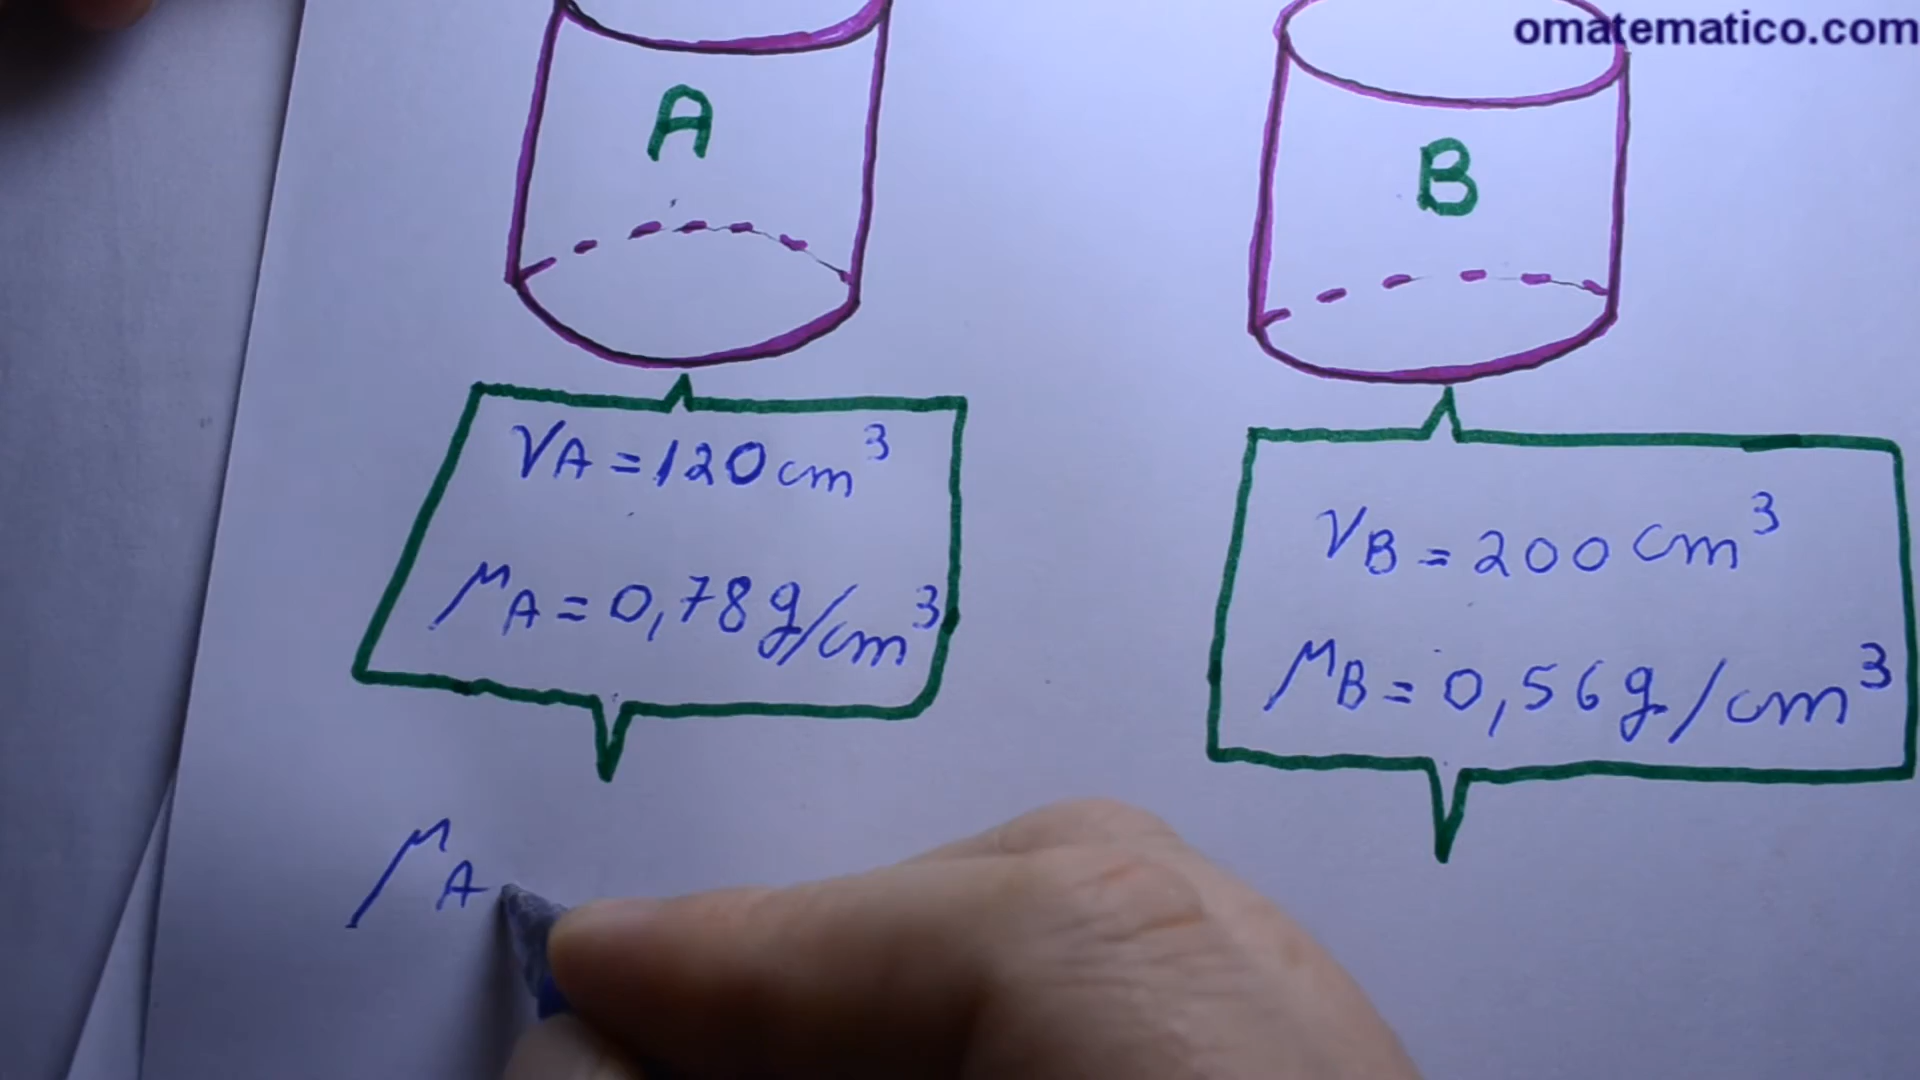 omatematico.com
A
B
VA = 120 cm³
μA = 0,78 g/cm³
VB = 200 cm³
μB = 0,56 g/cm³
μA